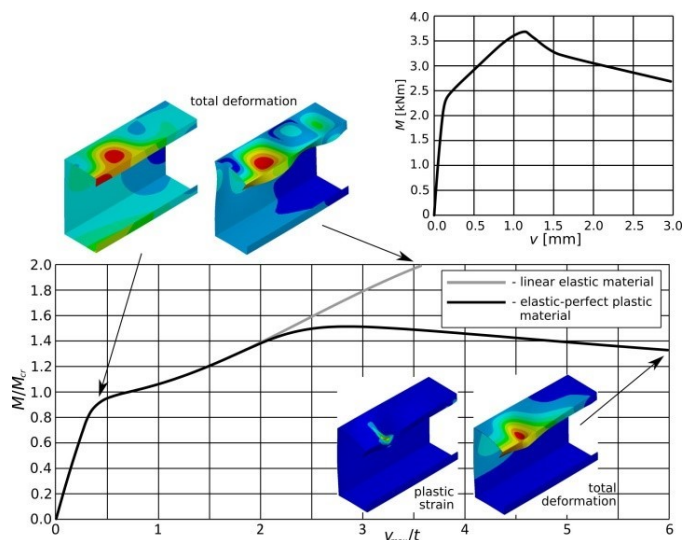 total deformation
M [kNm]
4.0
3.5
3.0
2.5
2.0
1.5
1.0
0.5
0
0.0 0.5 1.0 1.5 2.0 2.5 3.0
v [mm]
M/Mcr
2.0
1.8
1.6
1.4
1.2
1.0
0.8
0.6
0.4
0.2
0.0
- linear elastic material
- elastic-perfect plastic
material
plastic
strain
total
deformation
0 1 2 3 4 5 6